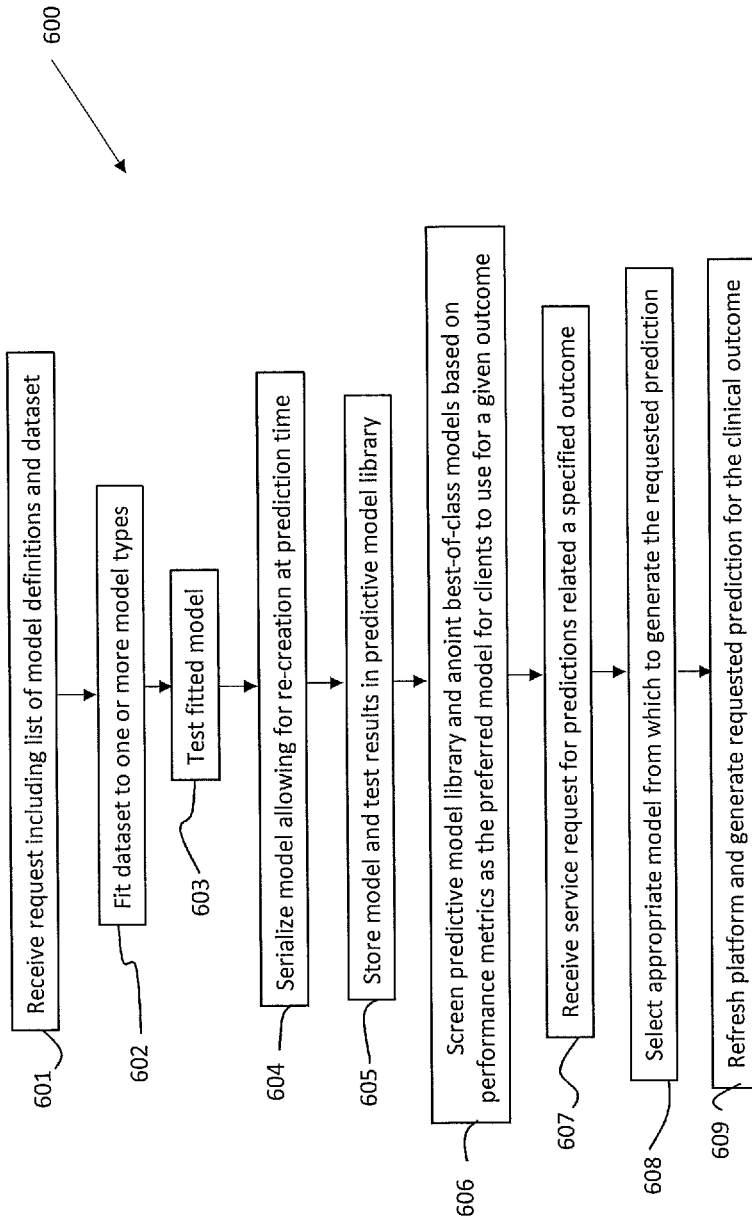 600
601
Receive request including list of model definitions and dataset
602
Fit dataset to one or more model types
603
Test fitted model
604
Serialize model allowing for re-creation at prediction time
605
Store model and test results in predictive model library
606
Screen predictive model library and anoint best-of-class models based on
performance metrics as the preferred model for clients to use for a given outcome
607
Receive service request for predictions related a specified outcome
608
Select appropriate model from which to generate the requested prediction
609
Refresh platform and generate requested prediction for the clinical outcome